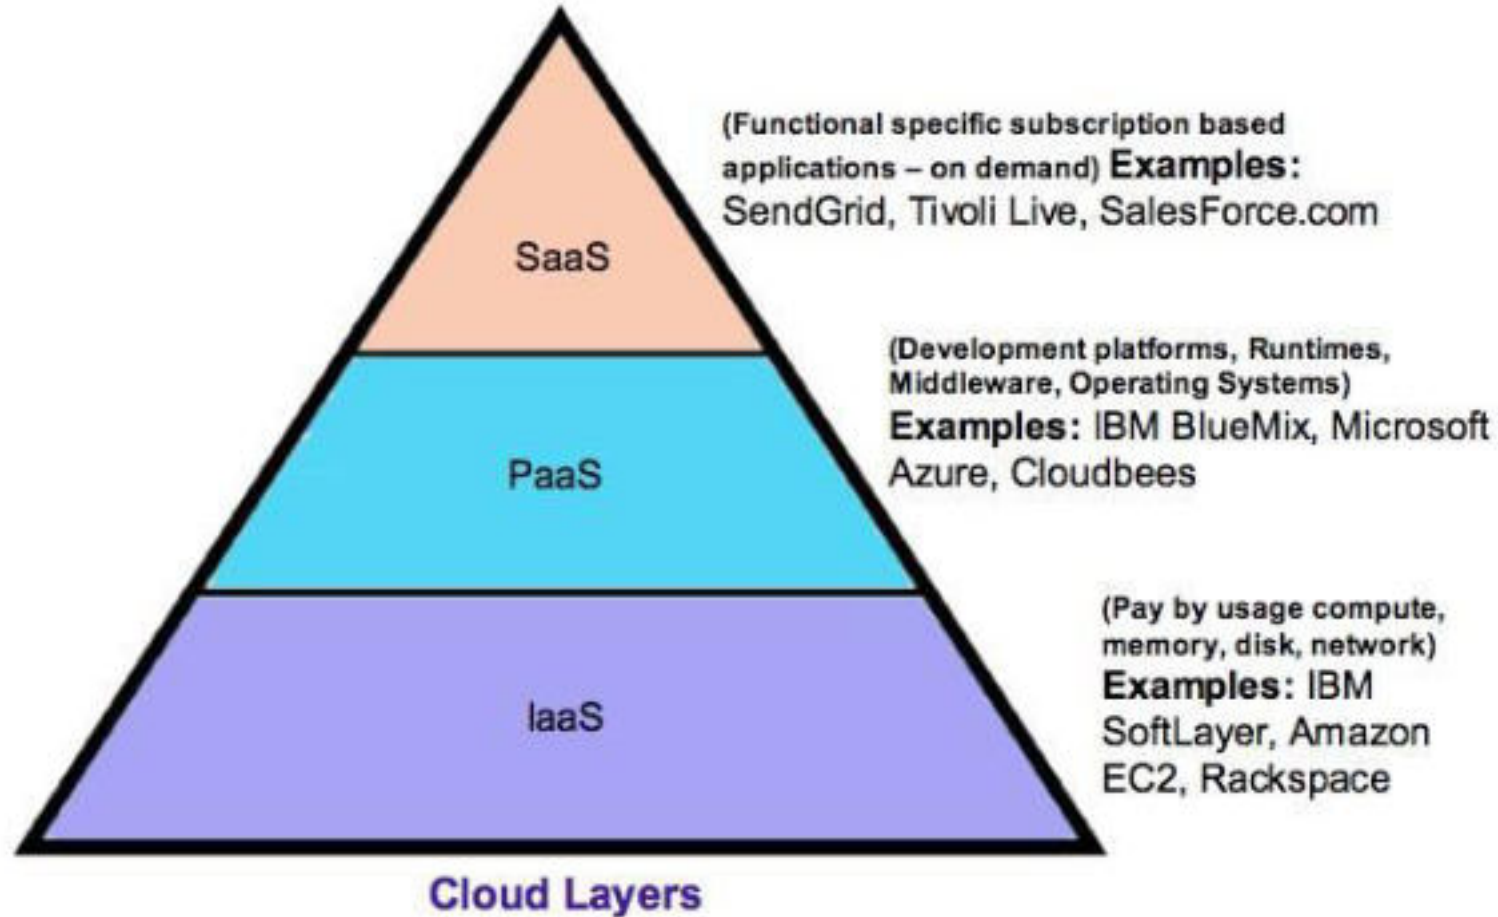 (Functional specific subscription based
applications – on demand) Examples:
SendGrid, Tivoli Live, SalesForce.com
SaaS
(Development platforms, Runtimes,
Middleware, Operating Systems)
Examples: IBM BlueMix, Microsoft
Azure, Cloudbees
PaaS
(Pay by usage compute,
memory, disk, network)
Examples: IBM
SoftLayer, Amazon
EC2, Rackspace
IaaS
Cloud Layers